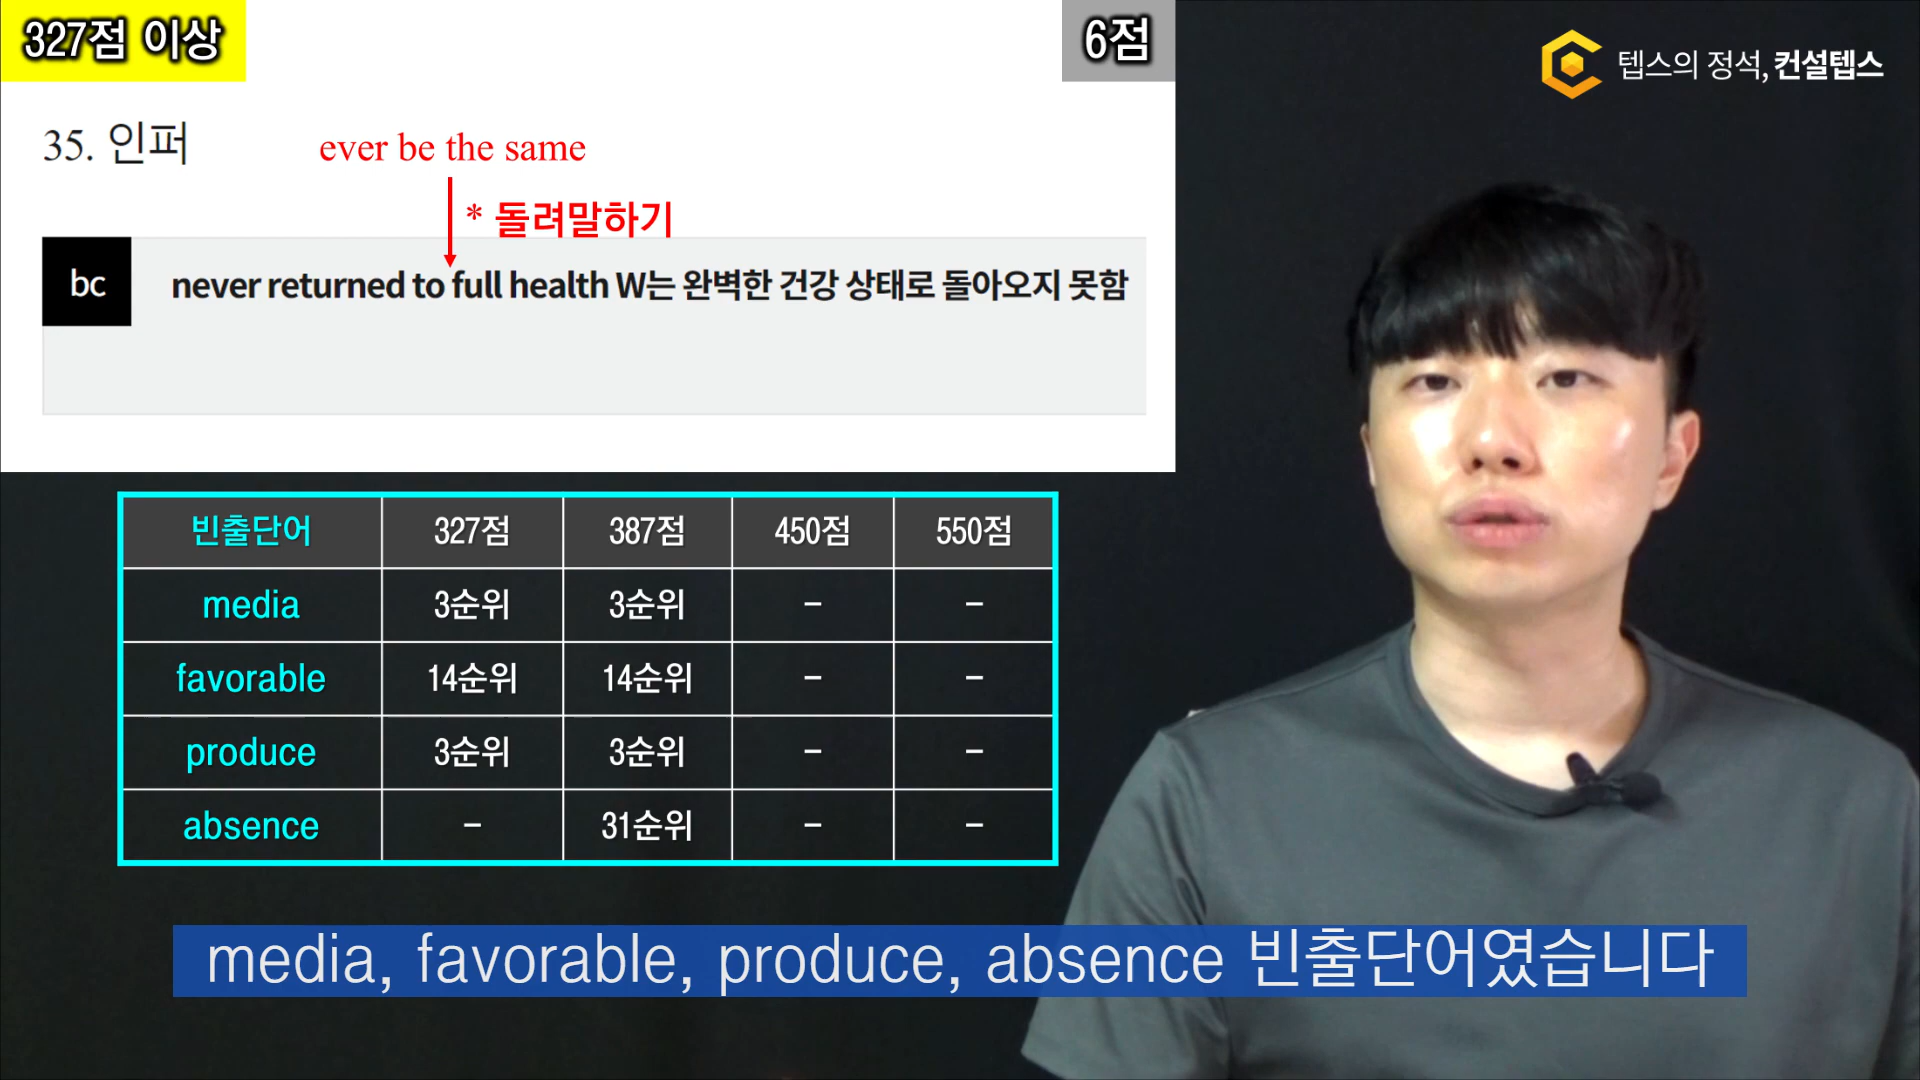 327점 이상
6점
텝스의 정석, 컨설텝스
35. 인퍼
ever be the same
* 돌려말하기
bc never returned to full health W는 완벽한 건강 상태로 돌아오지 못함
빈출단어 327점 387점 450점 550점
media 3순위 3순위 - -
favorable 14순위 14순위 - -
produce 3순위 3순위 - -
absence - 31순위 - -
media, favorable, produce, absence 빈출단어였습니다